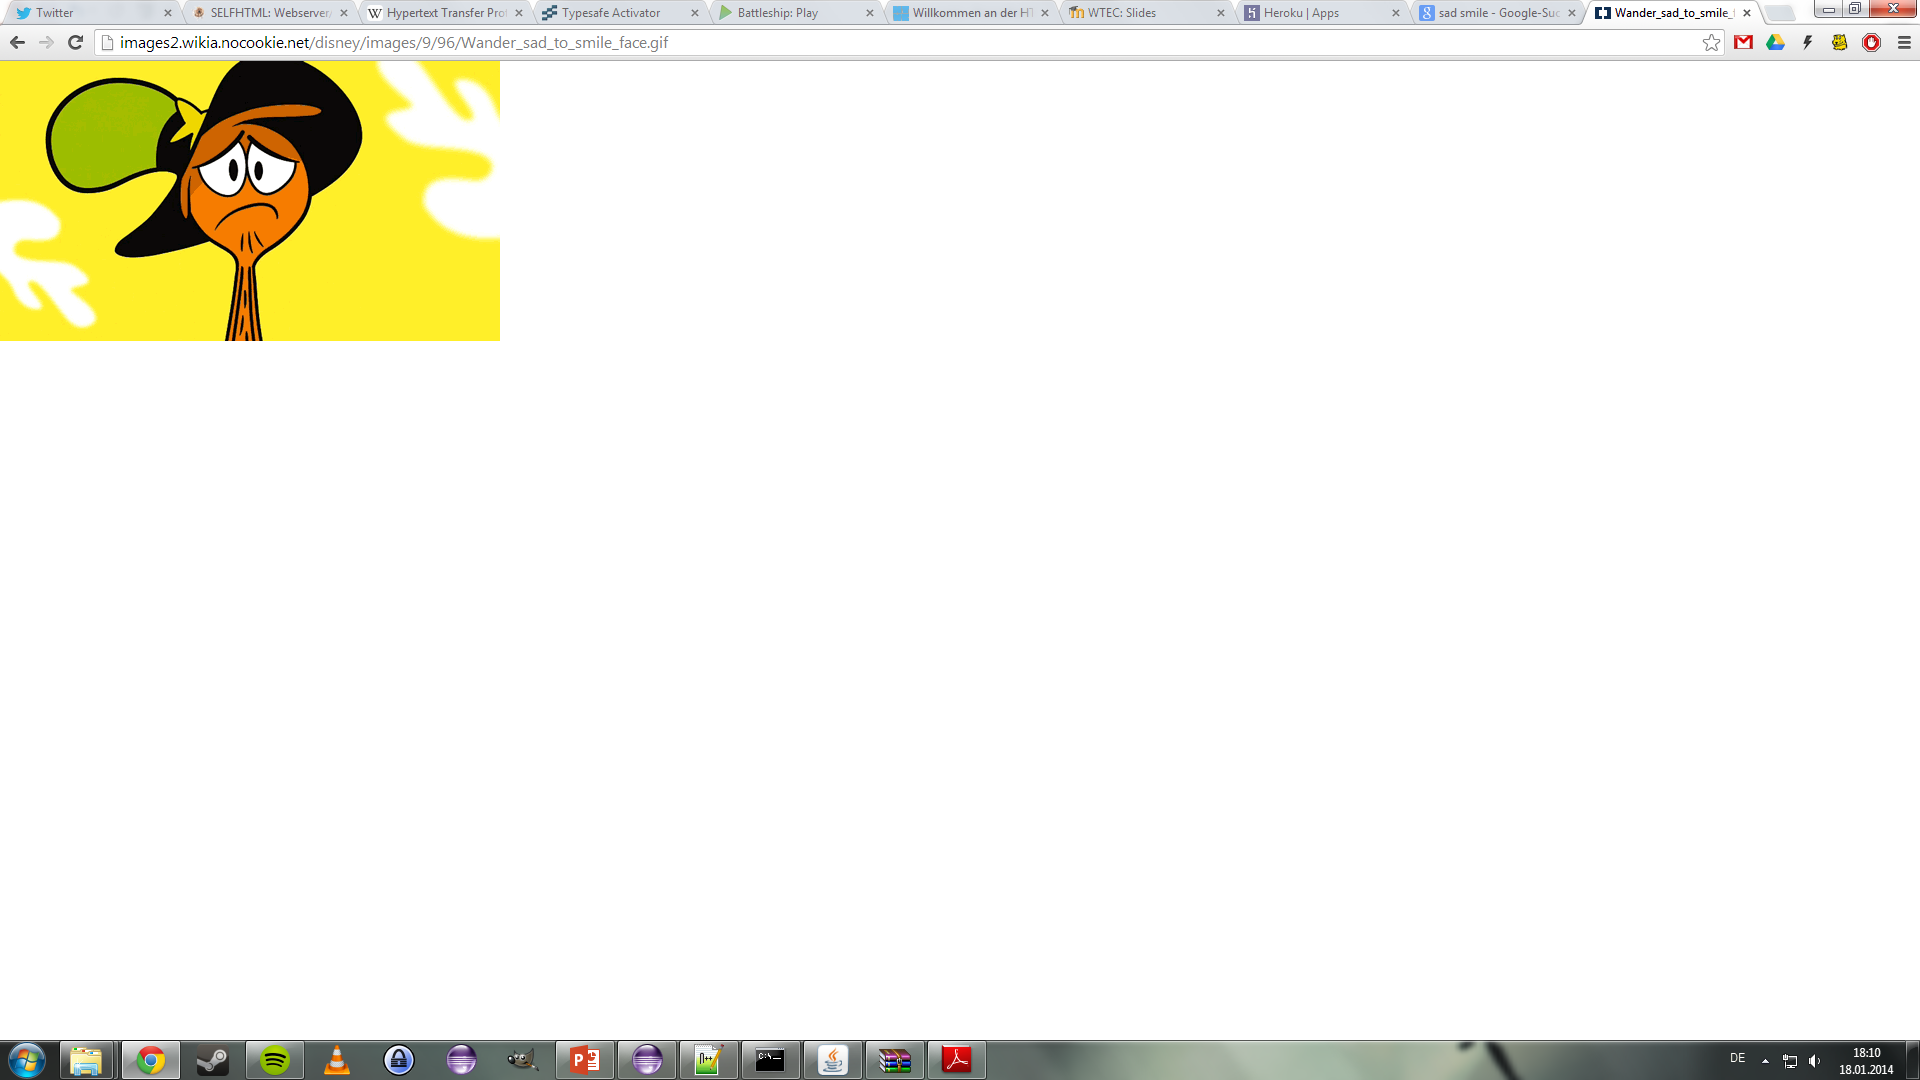 Twitter
SELFHTML: Webserver/
Hypertext Transfer Pro
Typesafe Activator
Battleship: Play
Willkommen an der HT
WTEC: Slides
Heroku | Apps
sad smile - Google-Suc
Wander_sad_to_smile_
images2.wikia.nocookie.net/disney/images/9/96/Wander_sad_to_smile_face.gif
DE
18:10
18.01.2014